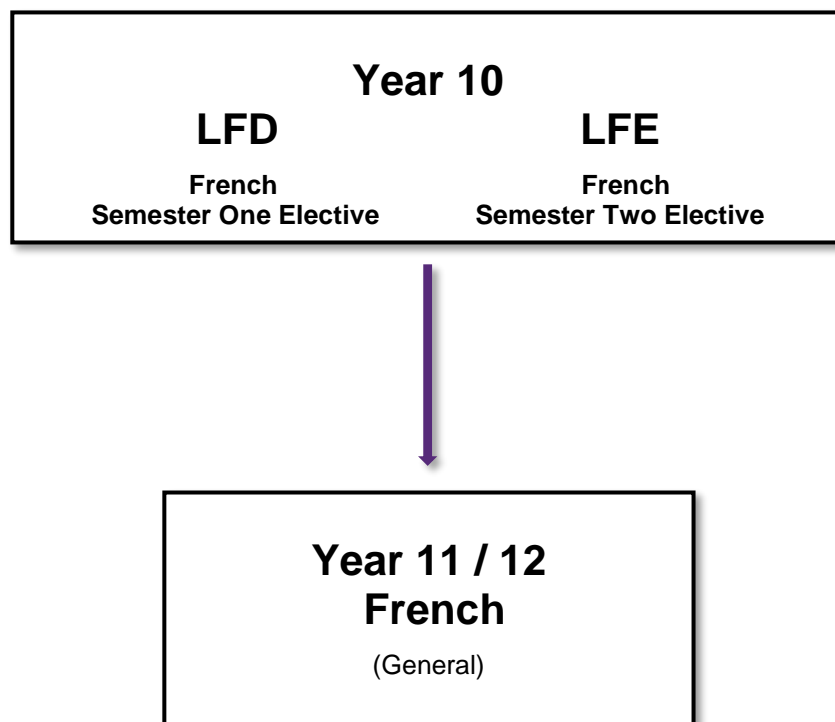 Year 10
LFD LFE
French French
Semester One Elective Semester Two Elective
Year 11 / 12
French
(General)